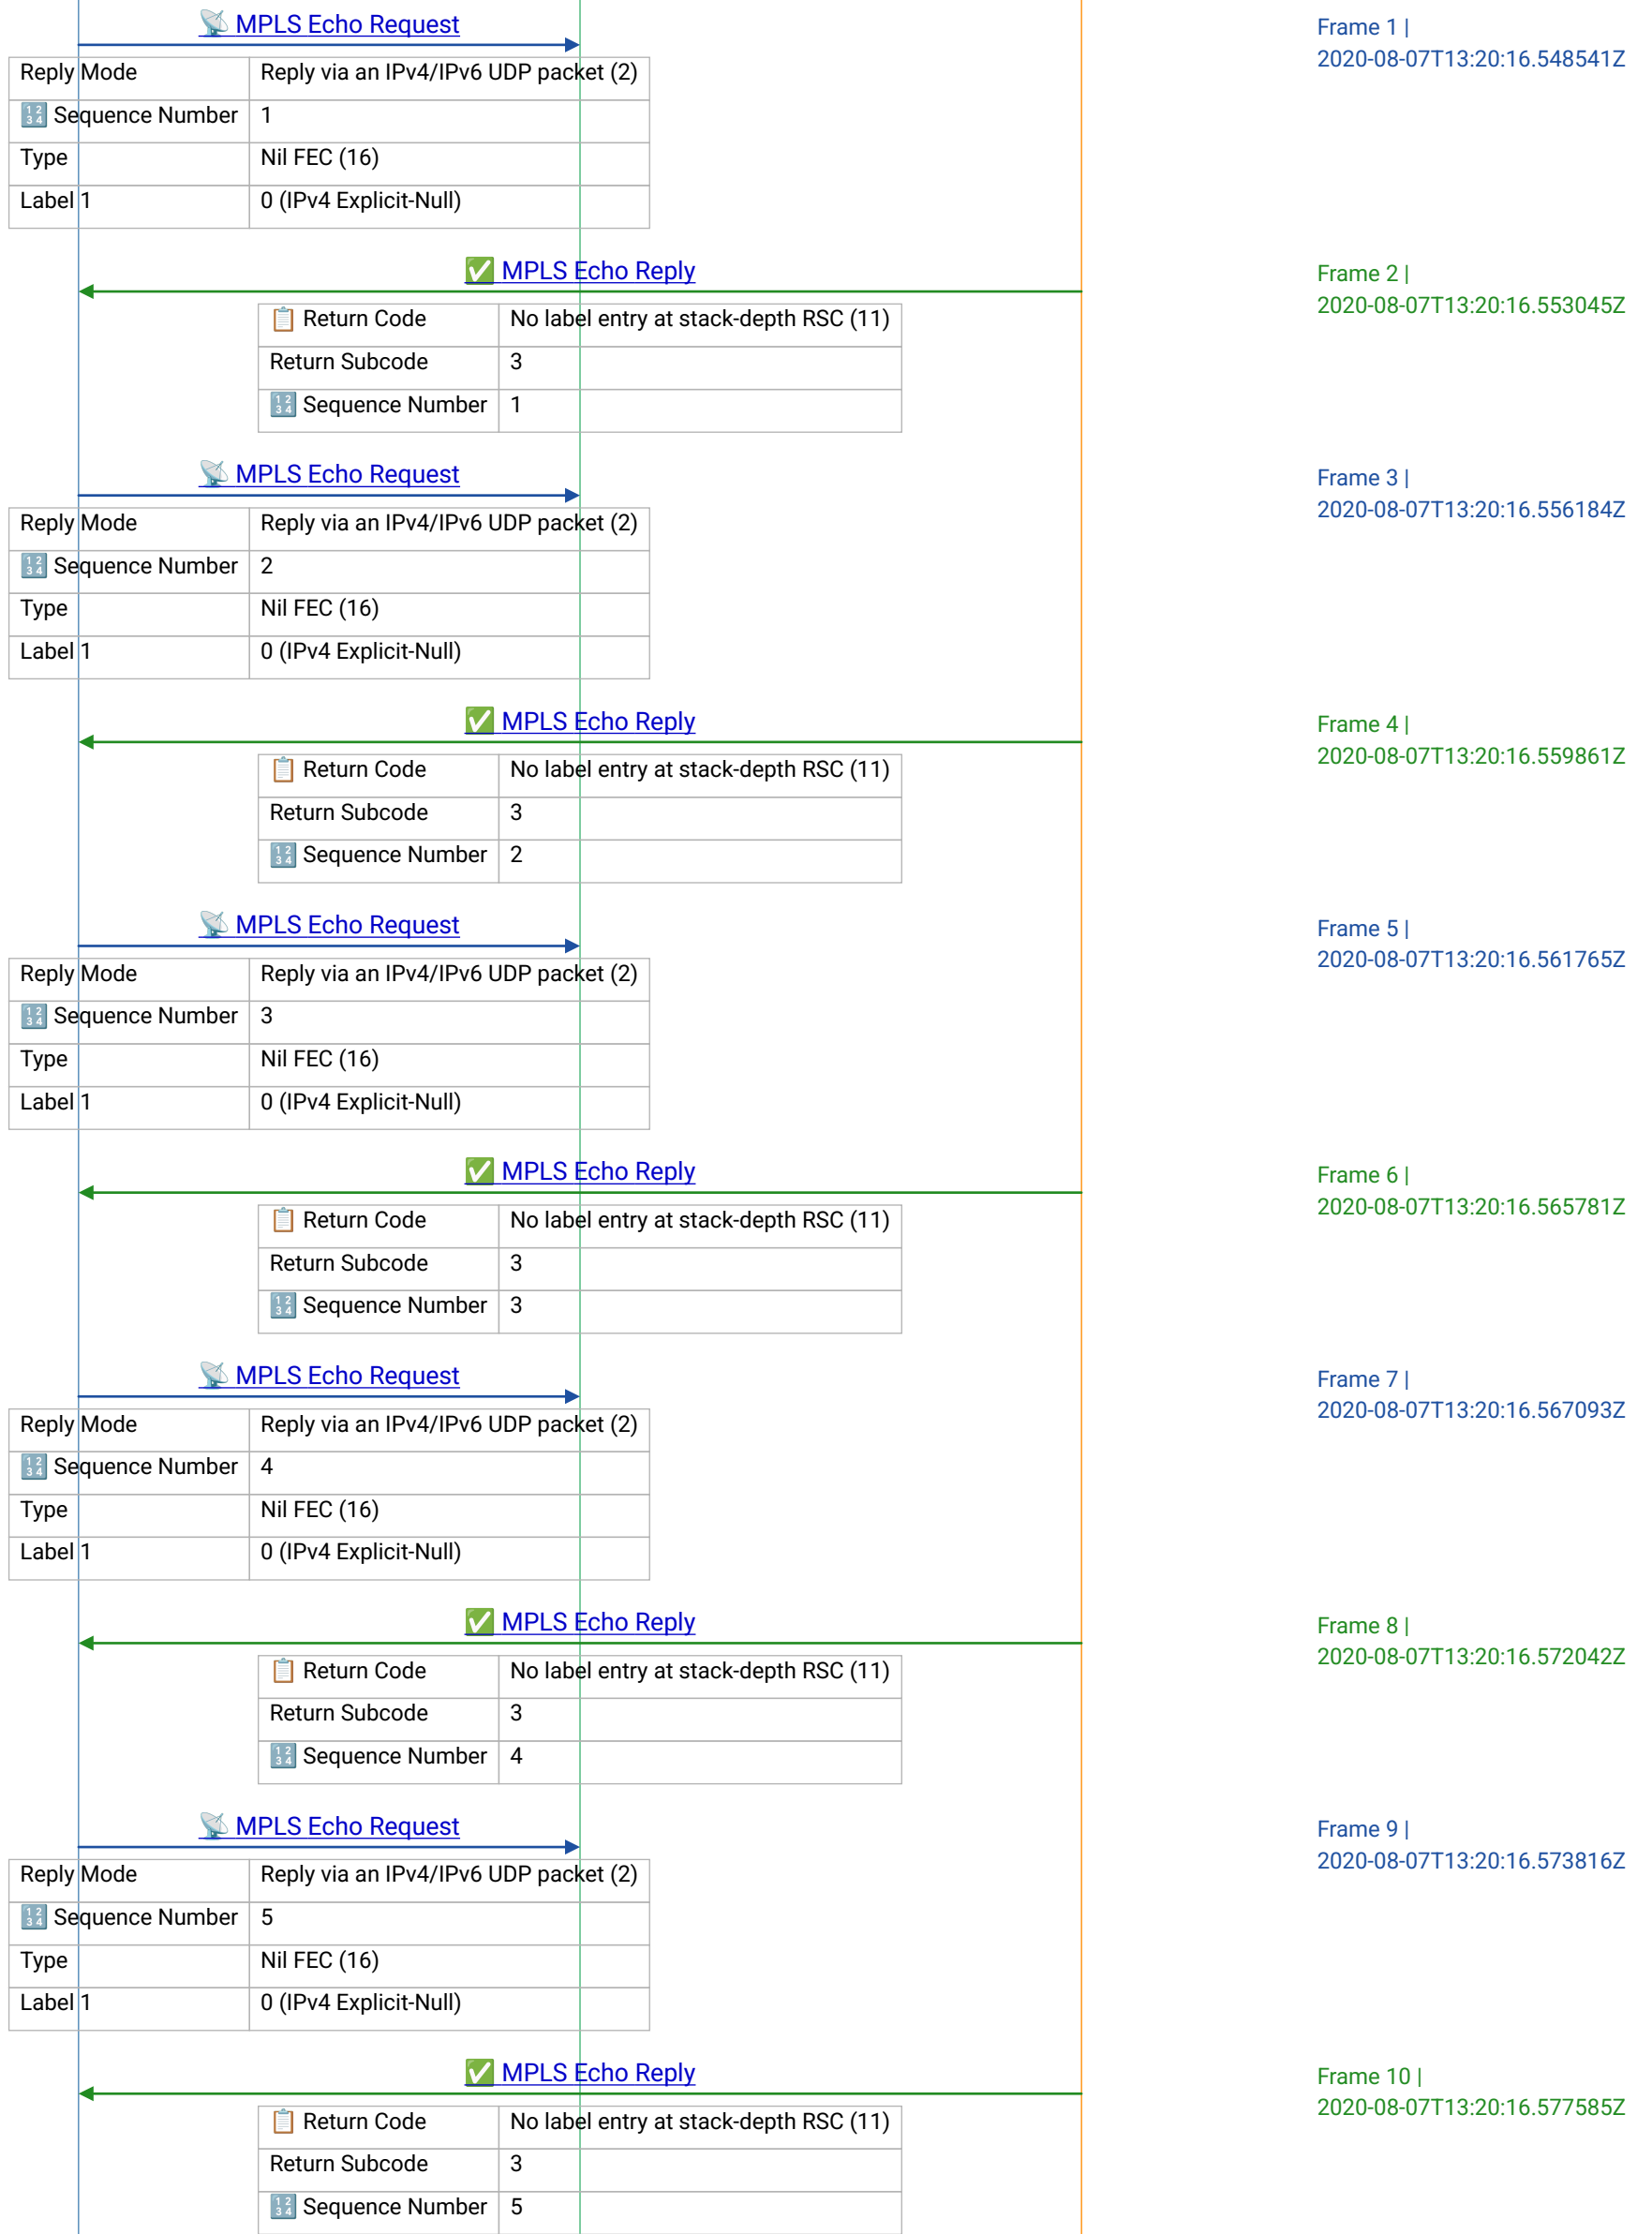 📡 MPLS Echo Request
Frame 1 |
2020-08-07T13:20:16.548541Z
Reply Mode Reply via an IPv4/IPv6 UDP packet (2)
🔢 Sequence Number 1
Type Nil FEC (16)
Label 1 0 (IPv4 Explicit-Null)
✅ MPLS Echo Reply
Frame 2 |
2020-08-07T13:20:16.553045Z
📋 Return Code No label entry at stack-depth RSC (11)
Return Subcode 3
🔢 Sequence Number 1
📡 MPLS Echo Request
Frame 3 |
2020-08-07T13:20:16.556184Z
Reply Mode Reply via an IPv4/IPv6 UDP packet (2)
🔢 Sequence Number 2
Type Nil FEC (16)
Label 1 0 (IPv4 Explicit-Null)
✅ MPLS Echo Reply
Frame 4 |
2020-08-07T13:20:16.559861Z
📋 Return Code No label entry at stack-depth RSC (11)
Return Subcode 3
🔢 Sequence Number 2
📡 MPLS Echo Request
Frame 5 |
2020-08-07T13:20:16.561765Z
Reply Mode Reply via an IPv4/IPv6 UDP packet (2)
🔢 Sequence Number 3
Type Nil FEC (16)
Label 1 0 (IPv4 Explicit-Null)
✅ MPLS Echo Reply
Frame 6 |
2020-08-07T13:20:16.565781Z
📋 Return Code No label entry at stack-depth RSC (11)
Return Subcode 3
🔢 Sequence Number 3
📡 MPLS Echo Request
Frame 7 |
2020-08-07T13:20:16.567093Z
Reply Mode Reply via an IPv4/IPv6 UDP packet (2)
🔢 Sequence Number 4
Type Nil FEC (16)
Label 1 0 (IPv4 Explicit-Null)
✅ MPLS Echo Reply
Frame 8 |
2020-08-07T13:20:16.572042Z
📋 Return Code No label entry at stack-depth RSC (11)
Return Subcode 3
🔢 Sequence Number 4
📡 MPLS Echo Request
Frame 9 |
2020-08-07T13:20:16.573816Z
Reply Mode Reply via an IPv4/IPv6 UDP packet (2)
🔢 Sequence Number 5
Type Nil FEC (16)
Label 1 0 (IPv4 Explicit-Null)
✅ MPLS Echo Reply
Frame 10 |
2020-08-07T13:20:16.577585Z
📋 Return Code No label entry at stack-depth RSC (11)
Return Subcode 3
🔢 Sequence Number 5